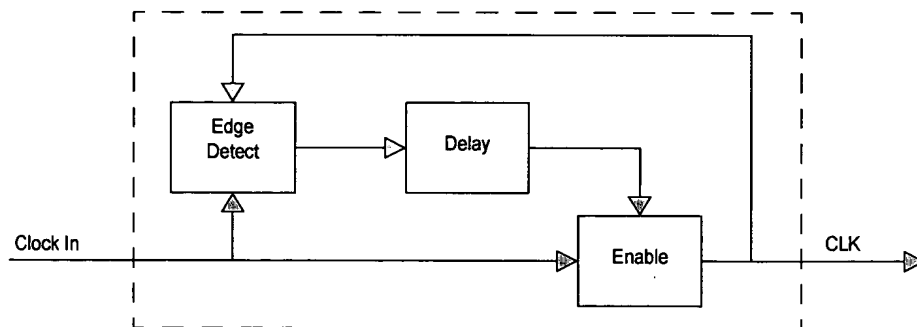 Edge
Detect
Delay
Clock In
Enable
CLK